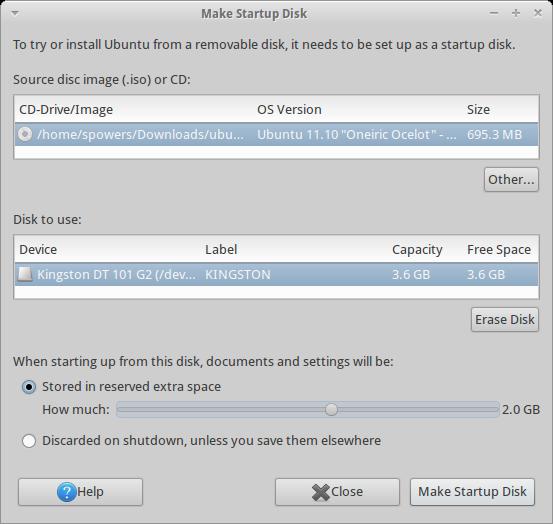 Make Startup Disk
To try or install Ubuntu from a removable disk, it needs to be set up as a startup disk.
Source disc image (.iso) or CD:
CD-Drive/Image OS Version Size
/home/spowers/Downloads/ubu... Ubuntu 11.10 "Oneiric Ocelot" - ... 695.3 MB
Other...
Disk to use:
Device Label Capacity Free Space
Kingston DT 101 G2 (/dev... KINGSTON 3.6 GB 3.6 GB
Erase Disk
When starting up from this disk, documents and settings will be:
Stored in reserved extra space
How much: 2.0 GB
Discarded on shutdown, unless you save them elsewhere
Help Close Make Startup Disk